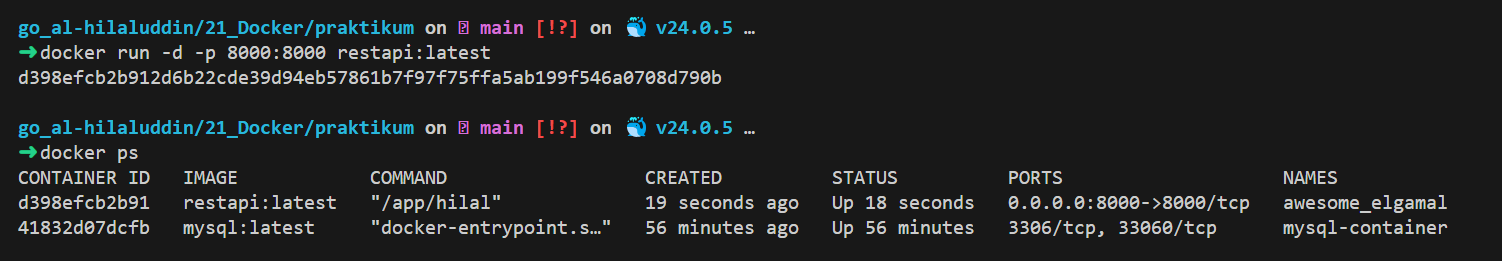 go_al-hilaluddin/21_Docker/praktikum on main [!?] on 🐳 v24.0.5 …
➜docker run -d -p 8000:8000 restapi:latest
d398efcb2b912d6b22cde39d94eb57861b7f97f75ffa5ab199f546a0708d790b
go_al-hilaluddin/21_Docker/praktikum on main [!?] on 🐳 v24.0.5 …
➜docker ps
CONTAINER ID   IMAGE            COMMAND                  CREATED          STATUS          PORTS                    NAMES
d398efcb2b91   restapi:latest   "/app/hilal"             19 seconds ago   Up 18 seconds   0.0.0.0:8000->8000/tcp   awesome_elgamal
41832d07dcfb   mysql:latest     "docker-entrypoint.s…"   56 minutes ago   Up 56 minutes   3306/tcp, 33060/tcp      mysql-container